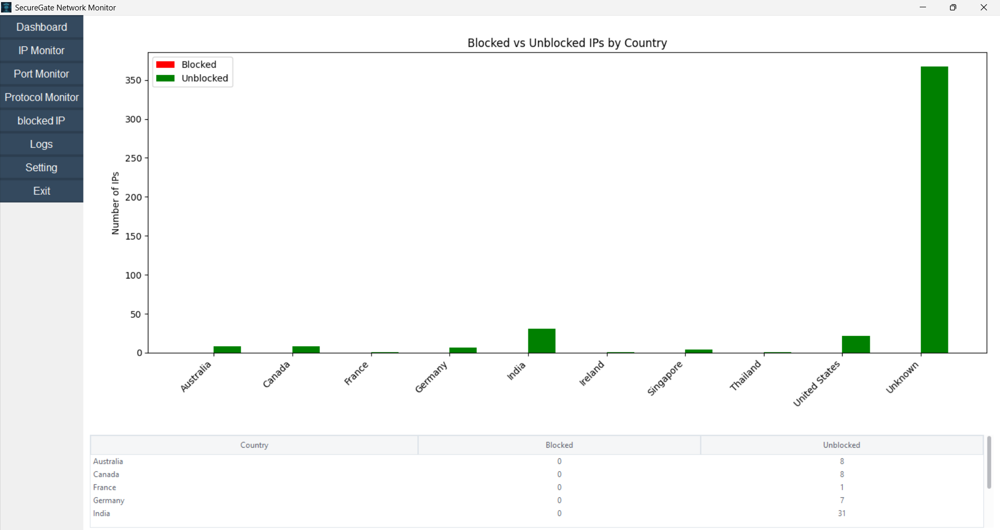 SecureGate Network Monitor
Dashboard
IP Monitor
Port Monitor
Protocol Monitor
blocked IP
Logs
Setting
Exit
Blocked vs Unblocked IPs by Country
Blocked
Unblocked
Number of IPs
350
300
250
200
150
100
50
0
Australia
Canada
France
Germany
India
Ireland
Singapore
Thailand
United States
Unknown
Country Blocked Unblocked
Australia 0 8
Canada 0 8
France 0 1
Germany 0 7
India 0 31